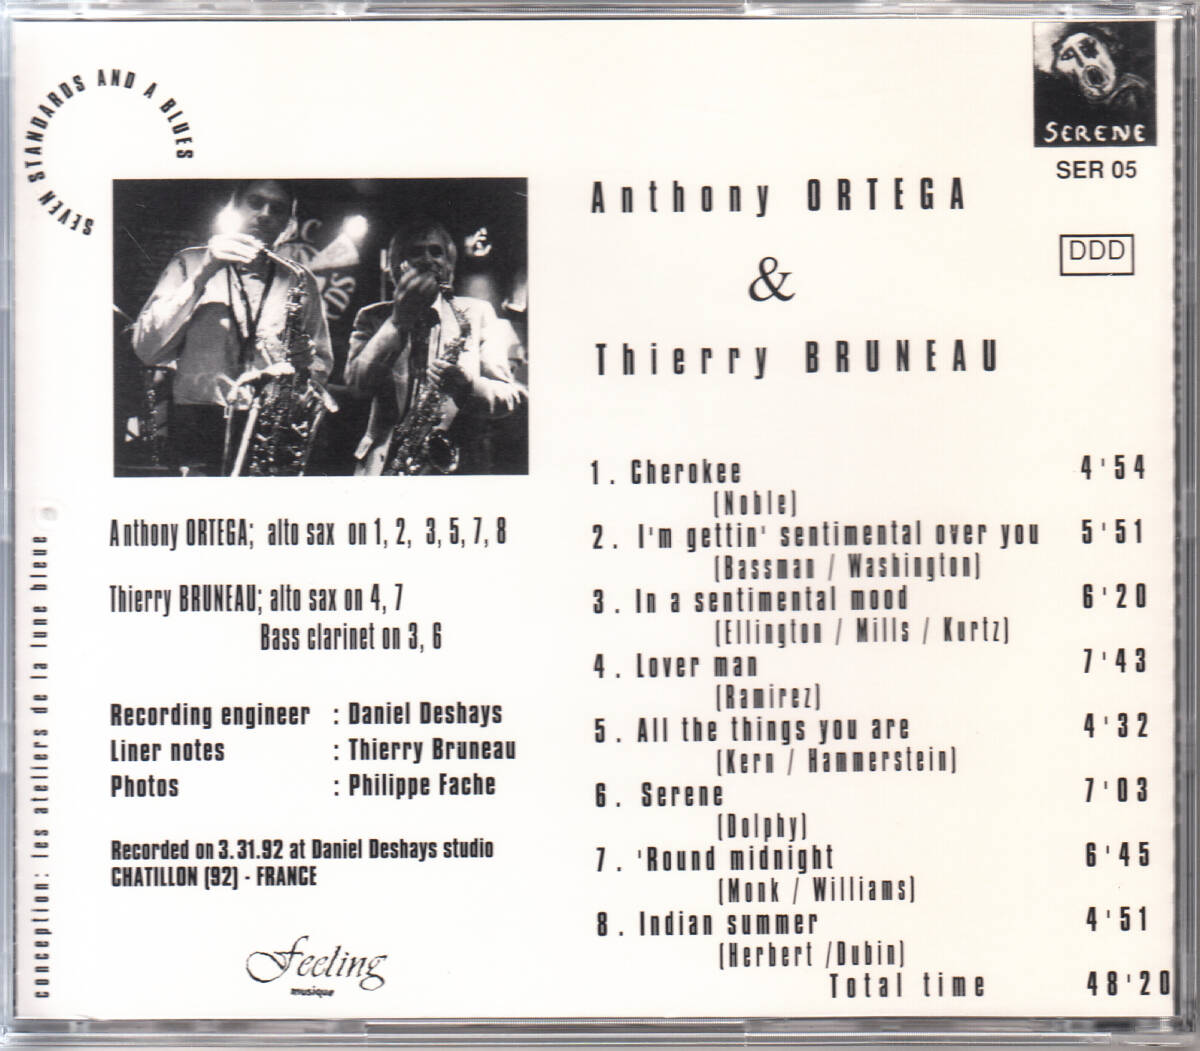 SEVEN STANDARDS AND A BLUES
SERENE
SER 05
DDD
Anthony ORTEGA
&
Thierry BRUNEAU
Anthony ORTEGA; alto sax on 1, 2, 3, 5, 7, 8
Thierry BRUNEAU; alto sax on 4, 7
Bass clarinet on 3, 6
Recording engineer : Daniel Deshays
Liner notes : Thierry Bruneau
Photos : Philippe Fache
Recorded on 3.31.92 at Daniel Deshays studio
CHATILLON (92) - FRANCE
feeling
musique
conception: les ateliers de la lune bleue
1. Cherokee 4'54
(Noble)
2. I'm gettin' sentimental over you 5'51
(Bassman / Washington)
3. In a sentimental mood 6'20
(Ellington / Mills / Kurtz)
4. Lover man 7'43
(Ramirez)
5. All the things you are 4'32
(Kern / Hammerstein)
6. Serene 7'03
(Dolphy)
7. 'Round midnight 6'45
(Monk / Williams)
8. Indian summer 4'51
(Herbert /Dubin)
Total time 48'20